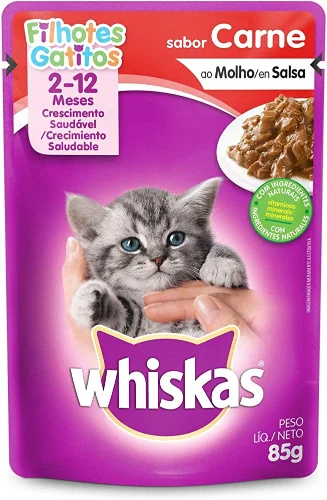 Filhotes
Gatitos
2-12
Meses
Crescimento
Saudável
/Crecimiento
Saludable
sabor Carne
ao Molho/en Salsa
COM INGREDIENTES
NATURAIS
vitaminas
minerais/
minerales
CON
INGREDIENTES NATURALES
whiskas®
PESO
LÍQ./NETO
85g